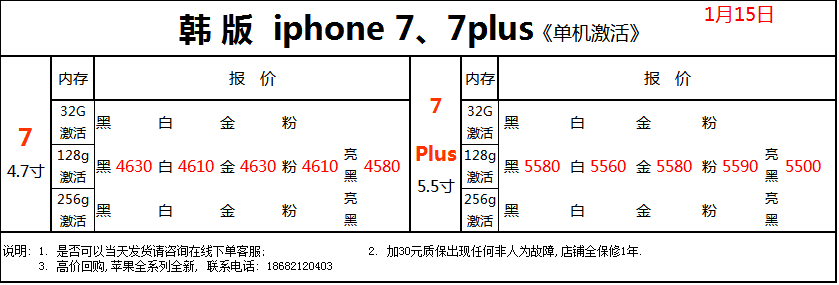 韩 版 iphone 7、7plus《单机激活》 1月15日
内存 报 价 内存 报 价
7 4.7寸 7 Plus 5.5寸
32G 激活 黑 白 金 粉 32G 激活 黑 白 金 粉
128g 激活 黑 4630 白 4610 金 4630 粉 4610 亮黑 4580 128g 激活 黑 5580 白 5560 金 5580 粉 5590 亮黑 5500
256g 激活 黑 白 金 粉 亮黑 256g 激活 黑 白 金 粉 亮黑
说明: 1. 是否可以当天发货请咨询在线下单客服; 2. 加30元质保出现任何非人为故障,店铺全保修1年.
3. 高价回购,苹果全系列全新, 联系电话: 18682120403